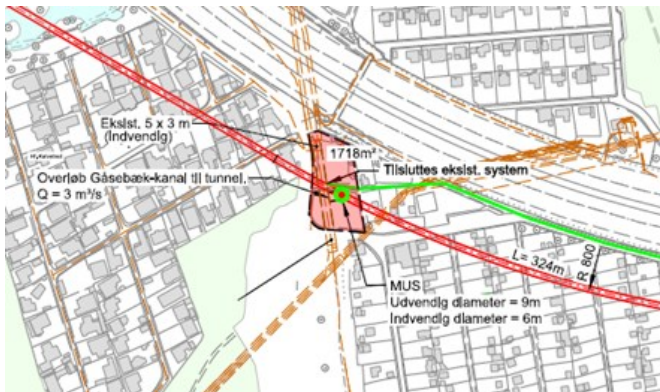 Eksist. 5 x 3 m
(Indvendig)
1718m²
Tilsluttes eksist. system
Overløb Gåsebæk-kanal til tunnel,
Q = 3 m³/s
L= 324m
R 800
MUS
Udvendig diameter = 9m
Indvendig diameter = 6m